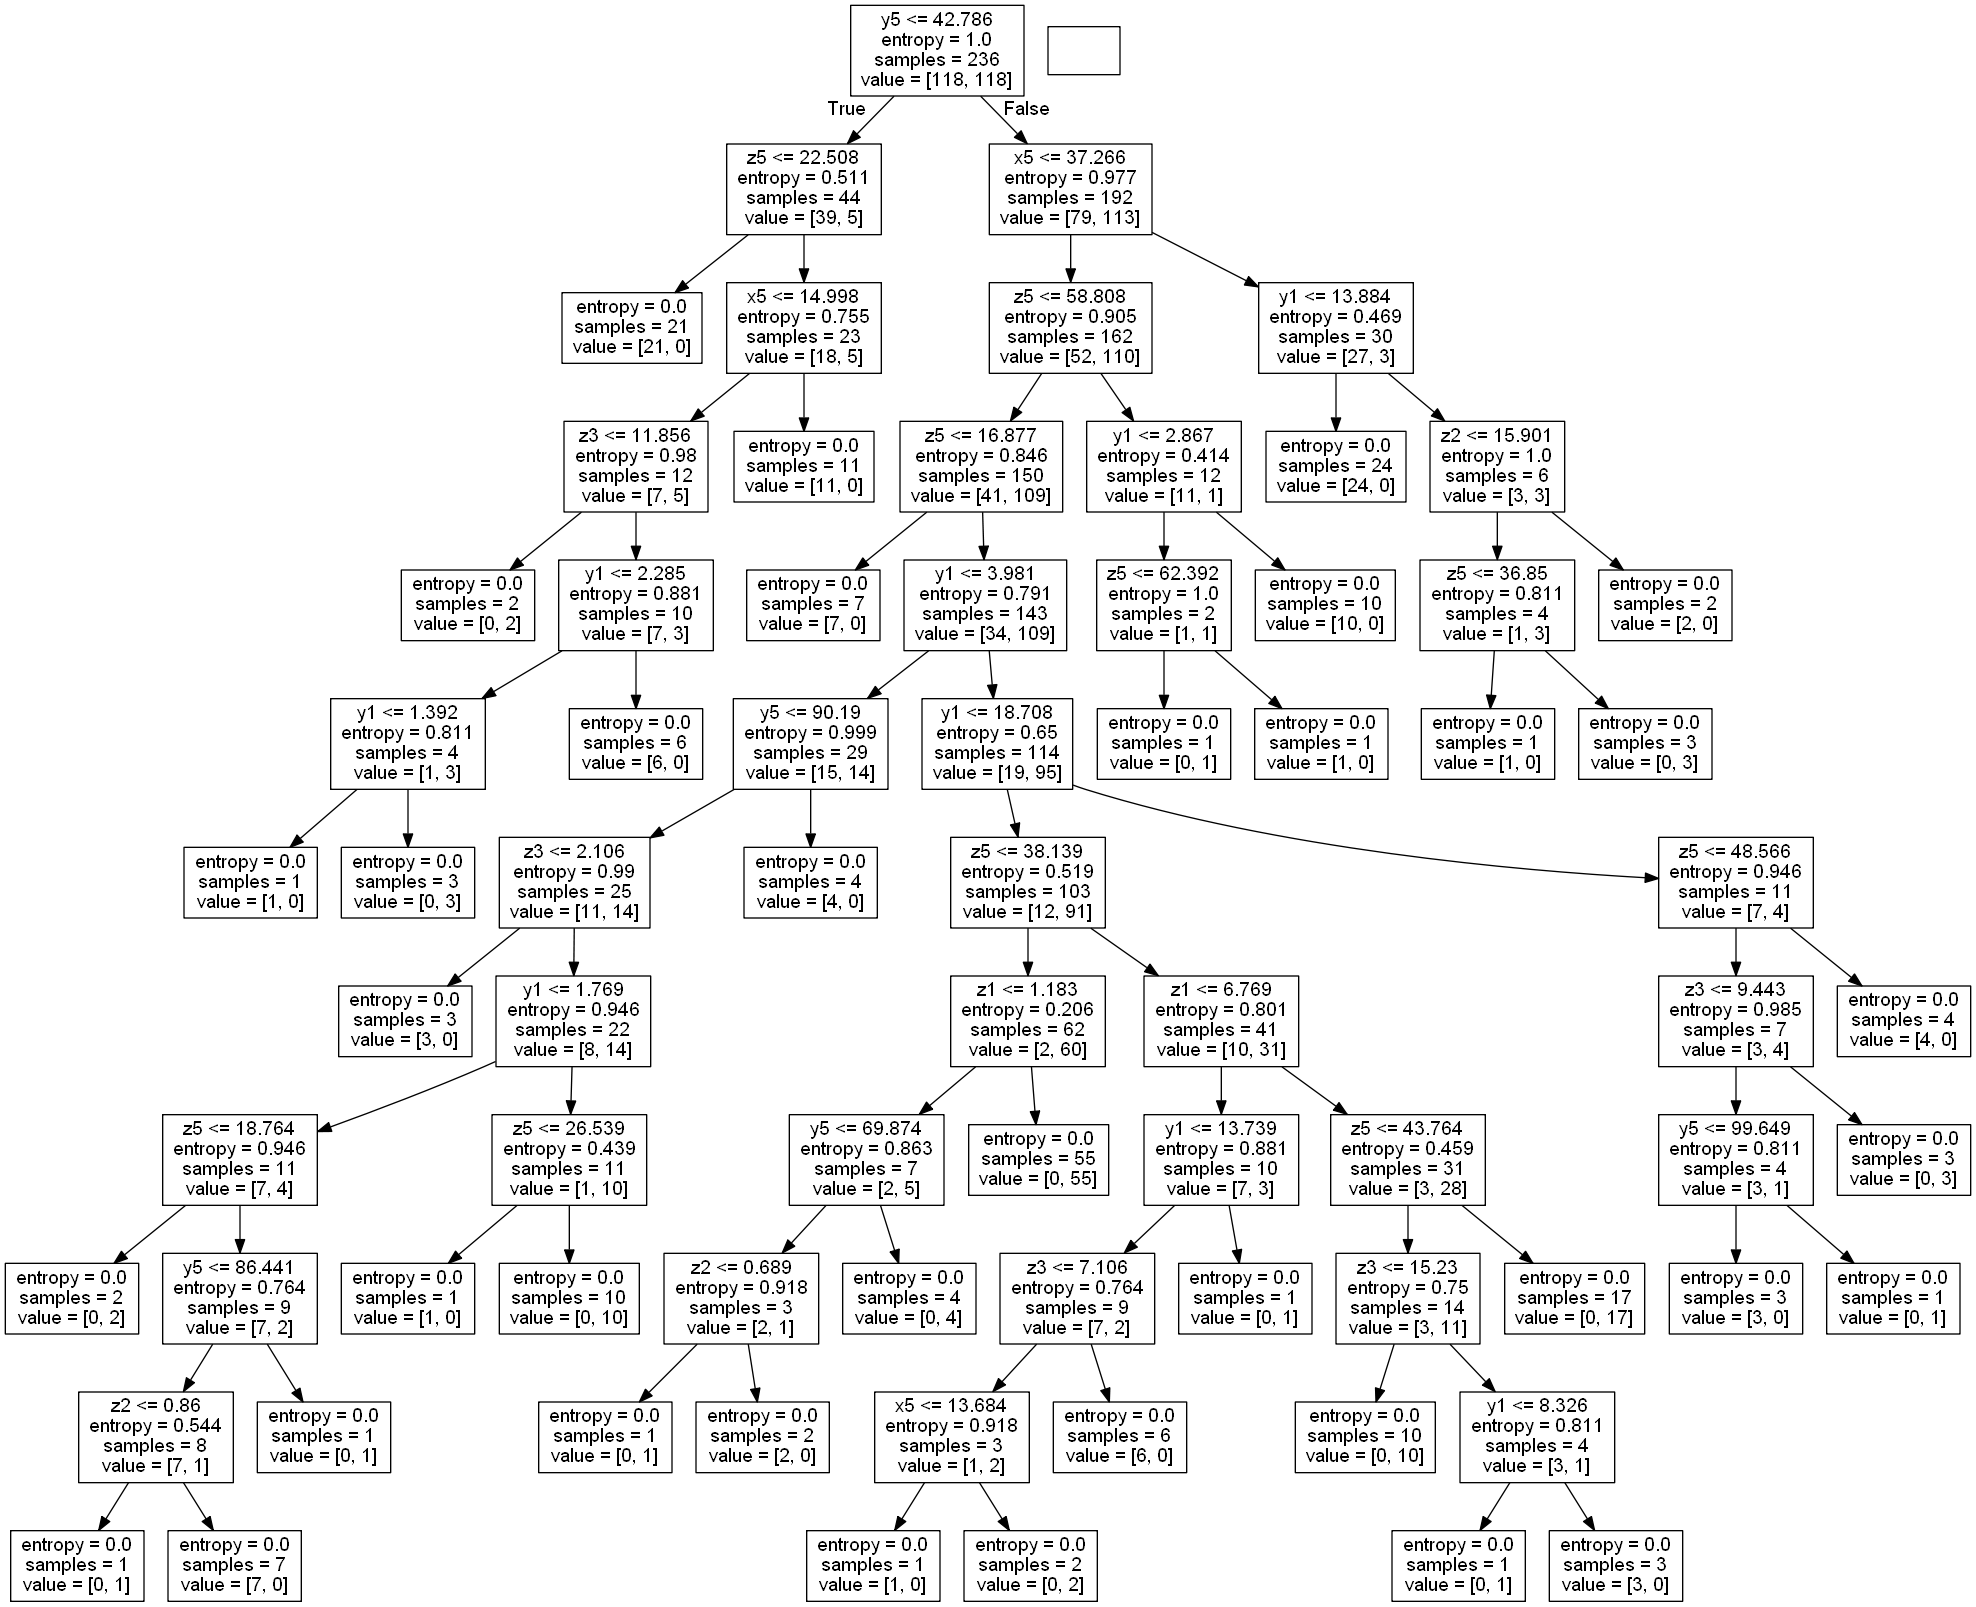 y5 <= 42.786
entropy = 1.0
samples = 236
value = [118, 118]
True
False
z5 <= 22.508
entropy = 0.511
samples = 44
value = [39, 5]
x5 <= 37.266
entropy = 0.977
samples = 192
value = [79, 113]
entropy = 0.0
samples = 21
value = [21, 0]
x5 <= 14.998
entropy = 0.755
samples = 23
value = [18, 5]
z5 <= 58.808
entropy = 0.905
samples = 162
value = [52, 110]
y1 <= 13.884
entropy = 0.469
samples = 30
value = [27, 3]
z3 <= 11.856
entropy = 0.98
samples = 12
value = [7, 5]
entropy = 0.0
samples = 11
value = [11, 0]
z5 <= 16.877
entropy = 0.846
samples = 150
value = [41, 109]
y1 <= 2.867
entropy = 0.414
samples = 12
value = [11, 1]
entropy = 0.0
samples = 24
value = [24, 0]
z2 <= 15.901
entropy = 1.0
samples = 6
value = [3, 3]
entropy = 0.0
samples = 2
value = [0, 2]
y1 <= 2.285
entropy = 0.881
samples = 10
value = [7, 3]
entropy = 0.0
samples = 7
value = [7, 0]
y1 <= 3.981
entropy = 0.791
samples = 143
value = [34, 109]
z5 <= 62.392
entropy = 1.0
samples = 2
value = [1, 1]
entropy = 0.0
samples = 10
value = [10, 0]
z5 <= 36.85
entropy = 0.811
samples = 4
value = [1, 3]
entropy = 0.0
samples = 2
value = [2, 0]
y1 <= 1.392
entropy = 0.811
samples = 4
value = [1, 3]
entropy = 0.0
samples = 6
value = [6, 0]
y5 <= 90.19
entropy = 0.999
samples = 29
value = [15, 14]
y1 <= 18.708
entropy = 0.65
samples = 114
value = [19, 95]
entropy = 0.0
samples = 1
value = [0, 1]
entropy = 0.0
samples = 1
value = [1, 0]
entropy = 0.0
samples = 1
value = [1, 0]
entropy = 0.0
samples = 3
value = [0, 3]
entropy = 0.0
samples = 1
value = [1, 0]
entropy = 0.0
samples = 3
value = [0, 3]
z3 <= 2.106
entropy = 0.99
samples = 25
value = [11, 14]
entropy = 0.0
samples = 4
value = [4, 0]
z5 <= 38.139
entropy = 0.519
samples = 103
value = [12, 91]
z5 <= 48.566
entropy = 0.946
samples = 11
value = [7, 4]
entropy = 0.0
samples = 3
value = [3, 0]
y1 <= 1.769
entropy = 0.946
samples = 22
value = [8, 14]
z1 <= 1.183
entropy = 0.206
samples = 62
value = [2, 60]
z1 <= 6.769
entropy = 0.801
samples = 41
value = [10, 31]
z3 <= 9.443
entropy = 0.985
samples = 7
value = [3, 4]
entropy = 0.0
samples = 4
value = [4, 0]
z5 <= 18.764
entropy = 0.946
samples = 11
value = [7, 4]
z5 <= 26.539
entropy = 0.439
samples = 11
value = [1, 10]
y5 <= 69.874
entropy = 0.863
samples = 7
value = [2, 5]
entropy = 0.0
samples = 55
value = [0, 55]
y1 <= 13.739
entropy = 0.881
samples = 10
value = [7, 3]
z5 <= 43.764
entropy = 0.459
samples = 31
value = [3, 28]
y5 <= 99.649
entropy = 0.811
samples = 4
value = [3, 1]
entropy = 0.0
samples = 3
value = [0, 3]
entropy = 0.0
samples = 2
value = [0, 2]
y5 <= 86.441
entropy = 0.764
samples = 9
value = [7, 2]
entropy = 0.0
samples = 1
value = [1, 0]
entropy = 0.0
samples = 10
value = [0, 10]
z2 <= 0.689
entropy = 0.918
samples = 3
value = [2, 1]
entropy = 0.0
samples = 4
value = [0, 4]
z3 <= 7.106
entropy = 0.764
samples = 9
value = [7, 2]
entropy = 0.0
samples = 1
value = [0, 1]
z3 <= 15.23
entropy = 0.75
samples = 14
value = [3, 11]
entropy = 0.0
samples = 17
value = [0, 17]
entropy = 0.0
samples = 3
value = [3, 0]
entropy = 0.0
samples = 1
value = [0, 1]
z2 <= 0.86
entropy = 0.544
samples = 8
value = [7, 1]
entropy = 0.0
samples = 1
value = [0, 1]
entropy = 0.0
samples = 1
value = [0, 1]
entropy = 0.0
samples = 2
value = [2, 0]
x5 <= 13.684
entropy = 0.918
samples = 3
value = [1, 2]
entropy = 0.0
samples = 6
value = [6, 0]
entropy = 0.0
samples = 10
value = [0, 10]
y1 <= 8.326
entropy = 0.811
samples = 4
value = [3, 1]
entropy = 0.0
samples = 1
value = [0, 1]
entropy = 0.0
samples = 7
value = [7, 0]
entropy = 0.0
samples = 1
value = [1, 0]
entropy = 0.0
samples = 2
value = [0, 2]
entropy = 0.0
samples = 1
value = [0, 1]
entropy = 0.0
samples = 3
value = [3, 0]